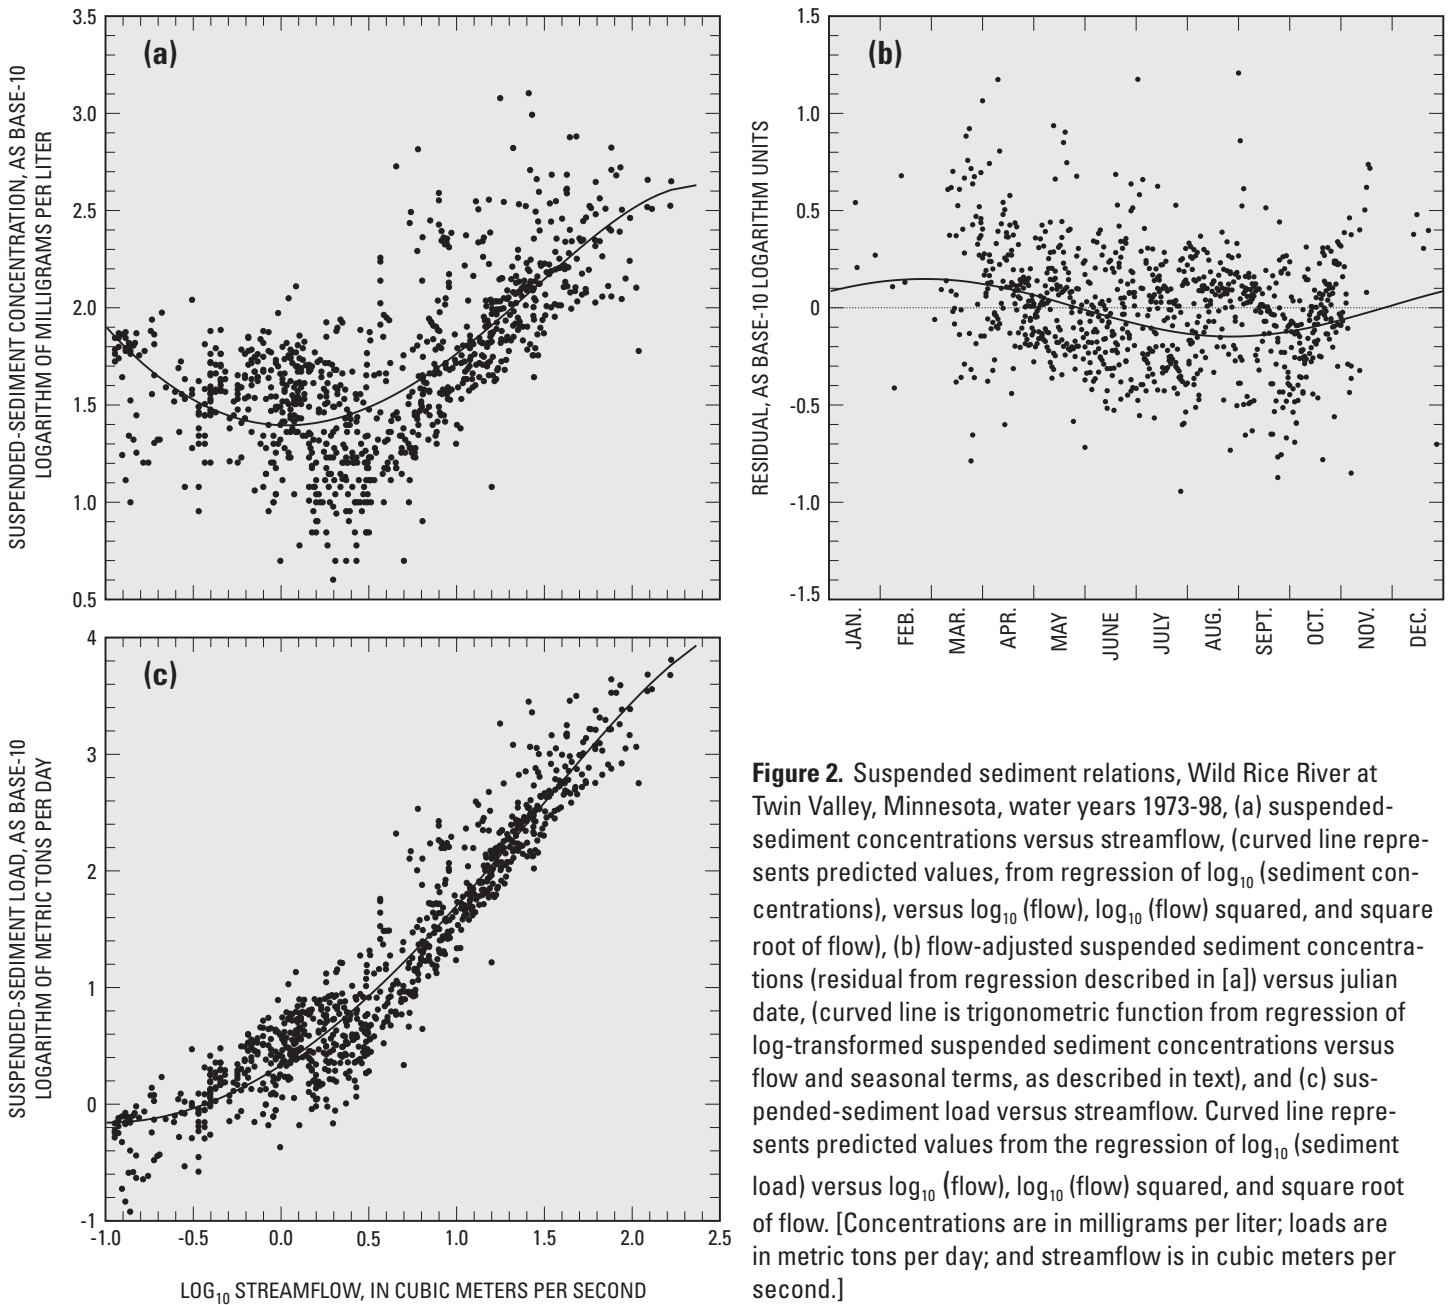 (a)
SUSPENDED-SEDIMENT CONCENTRATION, AS BASE-10
LOGARITHM OF MILLIGRAMS PER LITER
3.5
3.0
2.5
2.0
1.5
1.0
0.5
(b)
RESIDUAL, AS BASE-10 LOGARITHM UNITS
1.5
1.0
0.5
0
-0.5
-1.0
-1.5
JAN.
FEB.
MAR.
APR.
MAY
JUNE
JULY
AUG.
SEPT.
OCT.
NOV.
DEC.
(c)
SUSPENDED-SEDIMENT LOAD, AS BASE-10
LOGARITHM OF METRIC TONS PER DAY
4
3
2
1
0
-1
-1.0 -0.5 0.0 0.5 1.0 1.5 2.0 2.5
LOG₁₀ STREAMFLOW, IN CUBIC METERS PER SECOND
Figure 2. Suspended sediment relations, Wild Rice River at
Twin Valley, Minnesota, water years 1973-98, (a) suspended-
sediment concentrations versus streamflow, (curved line repre-
sents predicted values, from regression of log₁₀ (sediment con-
centrations), versus log₁₀ (flow), log₁₀ (flow) squared, and square
root of flow), (b) flow-adjusted suspended sediment concentra-
tions (residual from regression described in [a]) versus julian
date, (curved line is trigonometric function from regression of
log-transformed suspended sediment concentrations versus
flow and seasonal terms, as described in text), and (c) sus-
pended-sediment load versus streamflow. Curved line repre-
sents predicted values from the regression of log₁₀ (sediment
load) versus log₁₀ (flow), log₁₀ (flow) squared, and square root
of flow. [Concentrations are in milligrams per liter; loads are
in metric tons per day; and streamflow is in cubic meters per
second.]